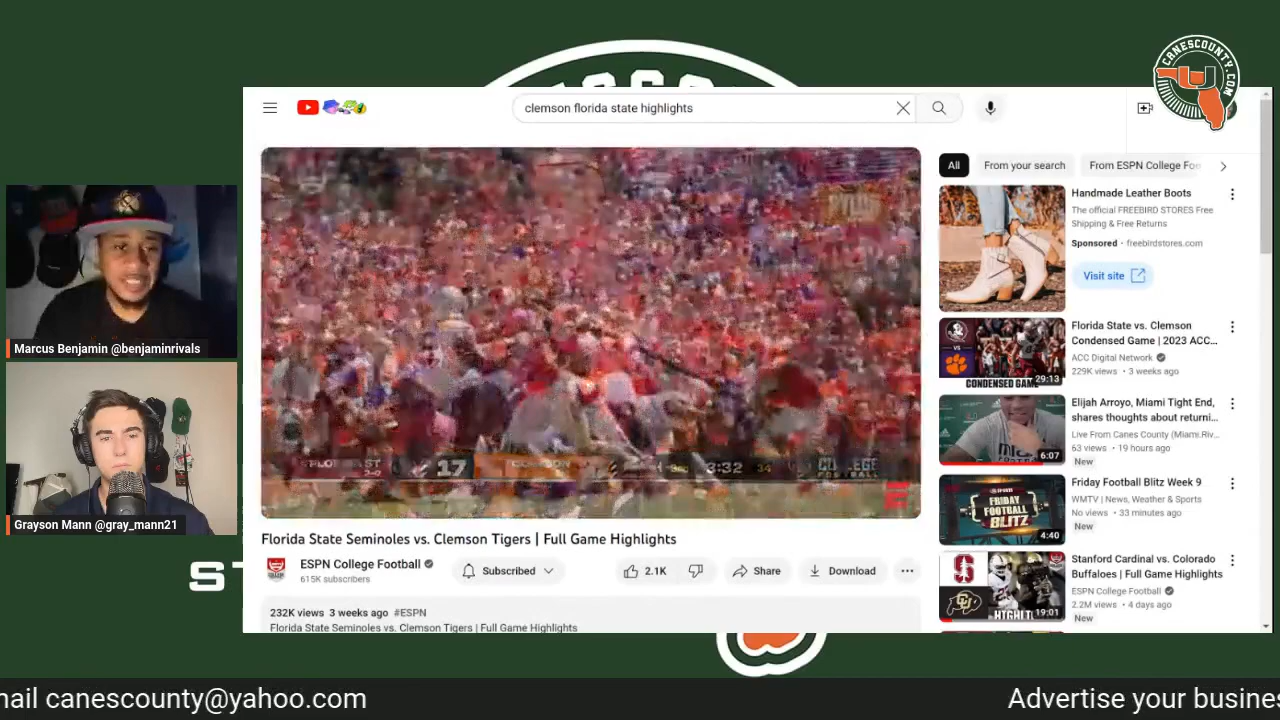 CANESCOUNTY.COM
clemson florida state highlights
All
From your search
From ESPN College Foo
Handmade Leather Boots
The official FREEBIRD STORES Free
Shipping & Free Returns
Sponsored · freebirdstores.com
Visit site
Florida State vs. Clemson
Condensed Game | 2023 ACC...
ACC Digital Network
229K views • 3 weeks ago
VS
CONDENSED GAME
29:13
Elijah Arroyo, Miami Tight End,
shares thoughts about returni...
Live From Canes County (Miami.Riv...
63 views • 19 hours ago
New
6:07
Friday Football Blitz Week 9
WMTV | News, Weather & Sports
No views • 33 minutes ago
New
FRIDAY
FOOTBALL
BLITZ
4:40
Stanford Cardinal vs. Colorado
Buffaloes | Full Game Highlights
ESPN College Football
2.2M views • 4 days ago
New
19:01
Marcus Benjamin @benjaminrivals
Grayson Mann @gray_mann21
17
3:32
34
COLLEGE
FOOTBALL
Florida State Seminoles vs. Clemson Tigers | Full Game Highlights
ESPN College Football
615K subscribers
Subscribed
2.1K
Share
Download
232K views 3 weeks ago #ESPN
Florida State Seminoles vs. Clemson Tigers | Full Game Highlights
ST
mail canescounty@yahoo.com
Advertise your busines